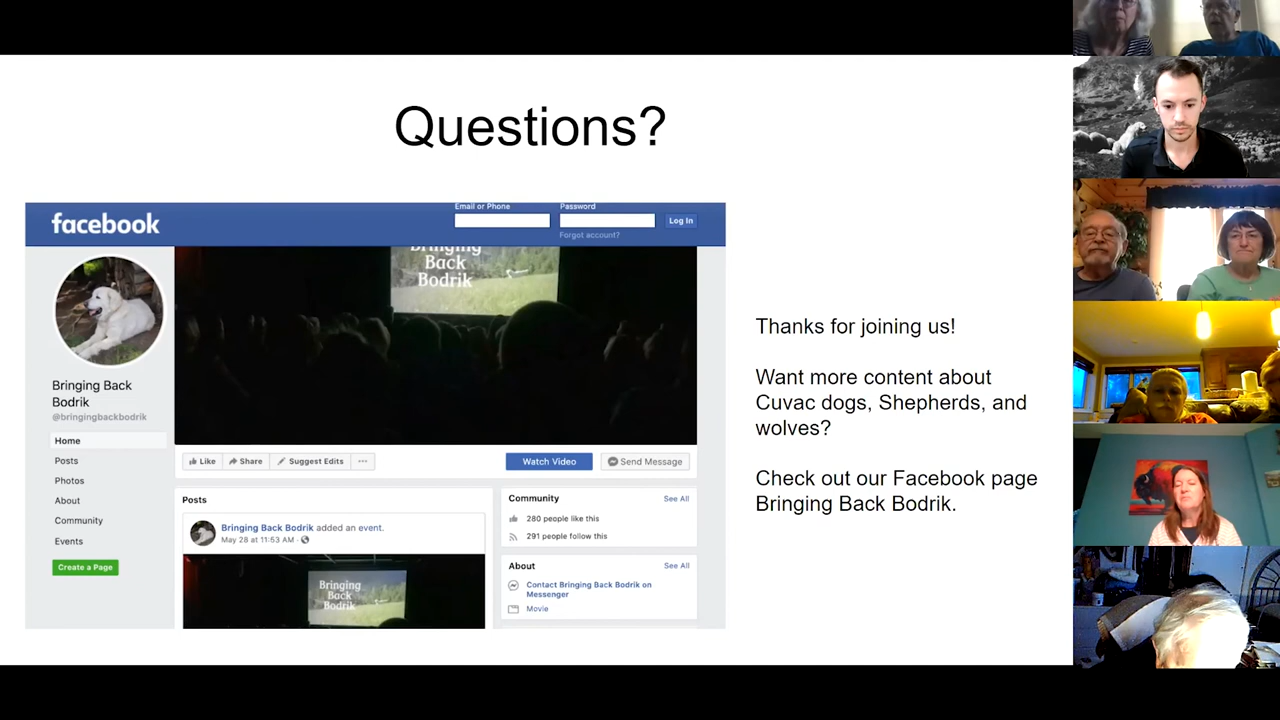 Questions?
facebook
Email or Phone
Password
Log In
Forgot account?
Bringing
Back
Bodrik
Bringing Back
Bodrik
@bringingbackbodrik
Home
Posts
Photos
About
Community
Events
Create a Page
Like
Share
Suggest Edits
Watch Video
Send Message
Posts
Bringing Back Bodrik added an event.
May 28 at 11:53 AM
Bringing
Back
Bodrik
Community
See All
280 people like this
291 people follow this
About
See All
Contact Bringing Back Bodrik on
Messenger
Movie
Thanks for joining us!
Want more content about
Cuvac dogs, Shepherds, and
wolves?
Check out our Facebook page
Bringing Back Bodrik.